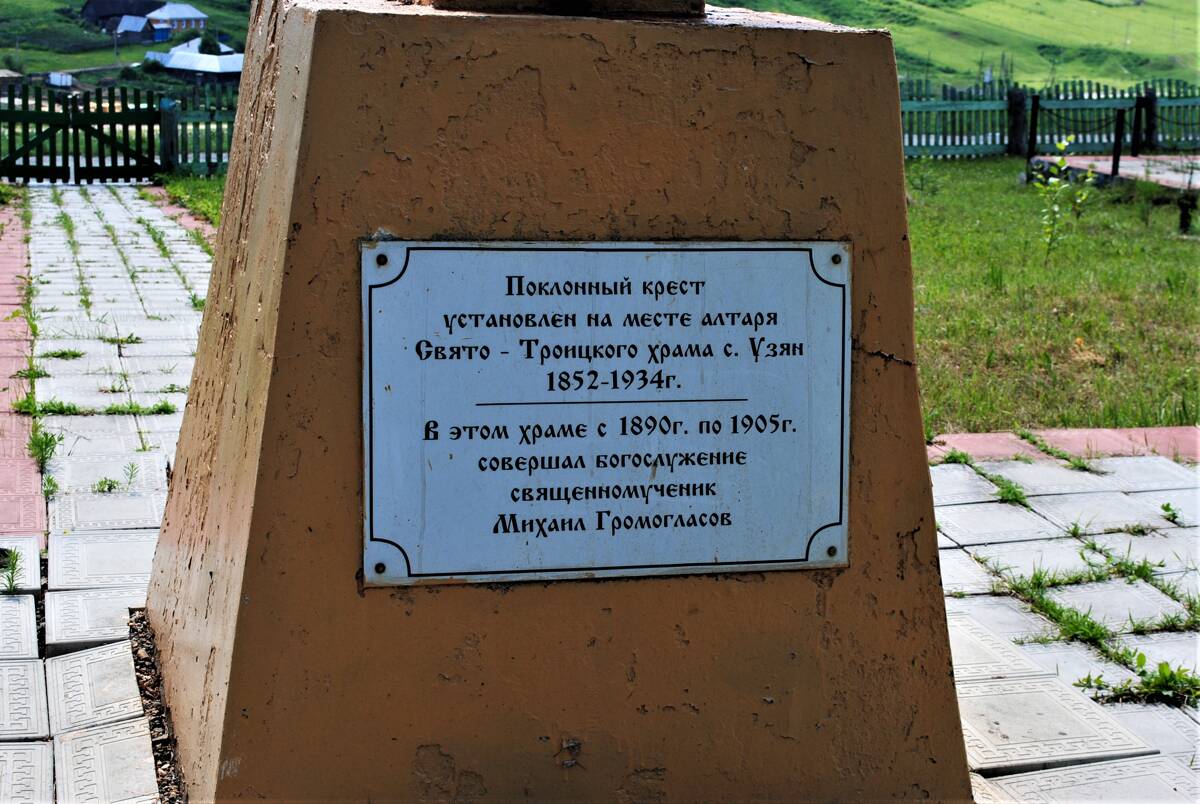 Поклонный крест
установлен на месте алтаря
Свято - Троицкого храма с. Узян
1852-1934г.
В этом храме с 1890г. по 1905г.
совершал богослужение
священномученик
Михаил Громогласов